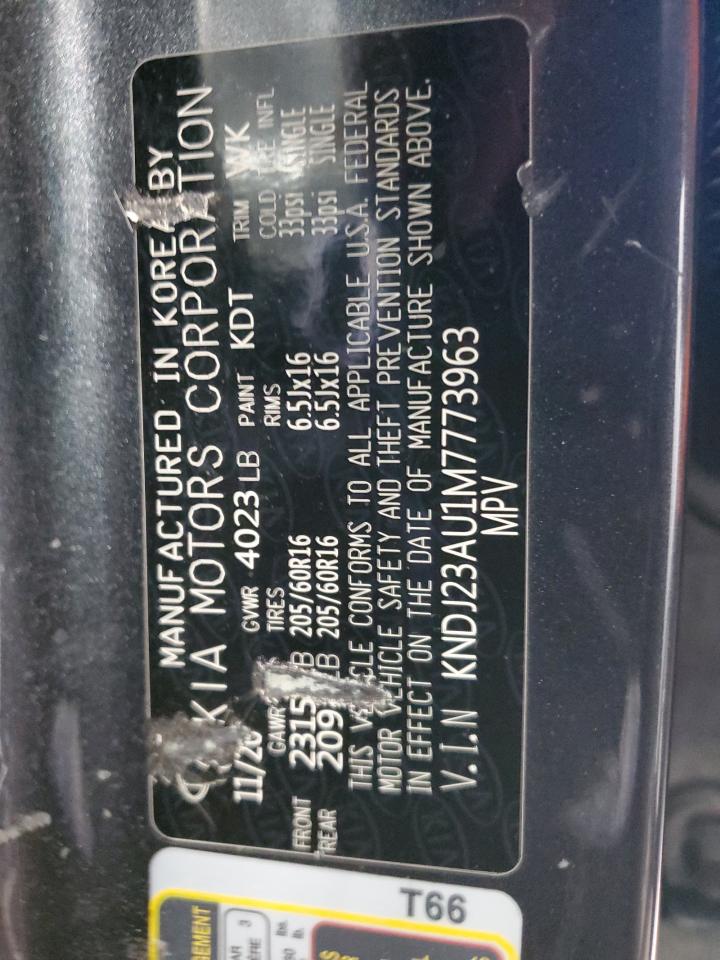 MANUFACTURED IN KOREA BY
KIA MOTORS CORPORATION
11/20 GVWR 4023 LB PAINT KDT TRIM WK
GAWR TIRES RIMS COLD TIRE INFL
FRONT 2315 LB 205/60R16 6.5Jx16 33psi SINGLE
REAR 209 LB 205/60R16 6.5Jx16 33psi SINGLE
THIS VEHICLE CONFORMS TO ALL APPLICABLE U.S.A. FEDERAL
MOTOR VEHICLE SAFETY AND THEFT PREVENTION STANDARDS
IN EFFECT ON THE DATE OF MANUFACTURE SHOWN ABOVE.
V.I.N KNDJ23AU1M7773963
MPV
T66